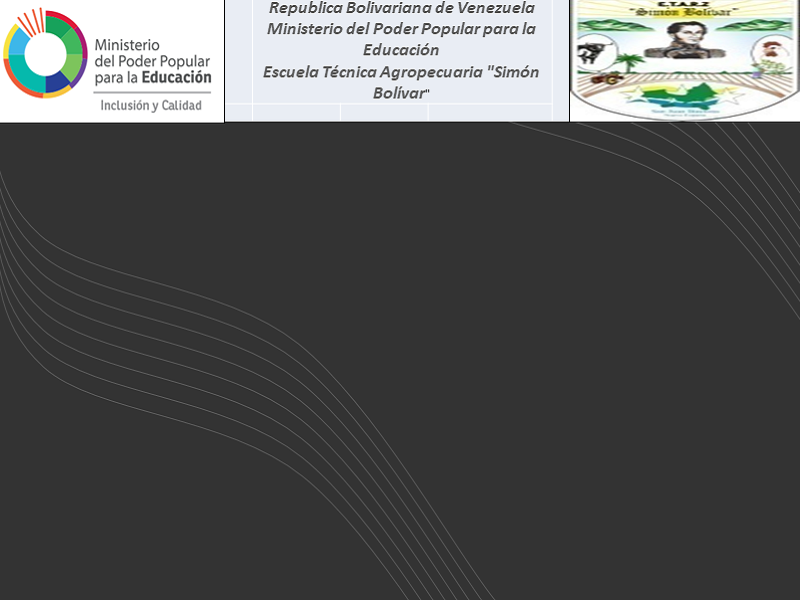 Ministerio
del Poder Popular
para la Educación
Inclusión y Calidad
Republica Bolivariana de Venezuela
Ministerio del Poder Popular para la
Educación
Escuela Técnica Agropecuaria "Simón
Bolívar"
"Simón Bolívar"